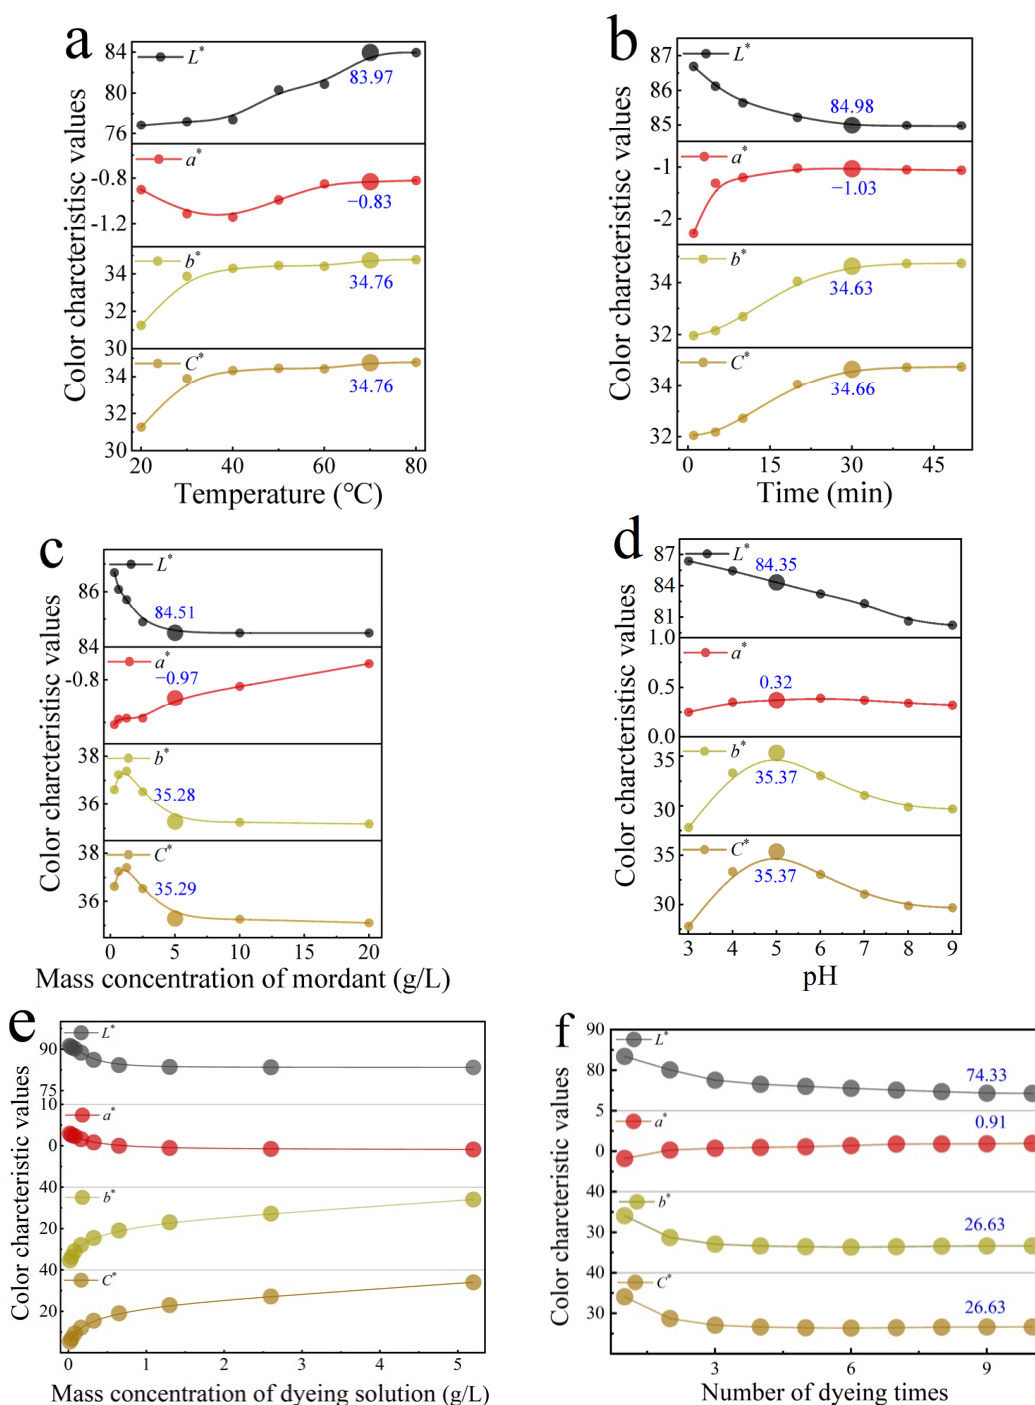 a
L*
84
83.97
80
76
a*
-0.8
−0.83
-1.2
b*
34
34.76
31
30
C*
34
34.76
32
30
20 30 40 60 80
Color charcteristisc values
Temperature (°C)
b
L*
87
86
84.98
85
a*
-1
−1.03
-2
b*
34
34.63
32
C*
34
34.66
32
0 15 30 45
Color charcteristisc values
Time (min)
c
L*
86
84.51
84
a*
-0.8
−0.97
b*
38
36
35.28
C*
38
35.29
36
0 5 10 15 20
Color charcteristisc values
Mass concentration of mordant (g/L)
d
L*
87
84.35
84
81
1.0
a*
0.5
0.32
0.0
b*
35
35.37
30
C*
35
35.37
30
3 4 5 6 7 8 9
Color charcteristisc values
pH
e
L*
90
75
10
a*
0
40
b*
20
40
C*
20
0 1 2 3 4 5
Color charcteristic values
Mass concentration of dyeing solution (g/L)
f
90
L*
80
74.33
5
a*
0.91
0
40
b*
26.63
30
40
C*
26.63
30
3 6 9
Color charcteristic values
Number of dyeing times